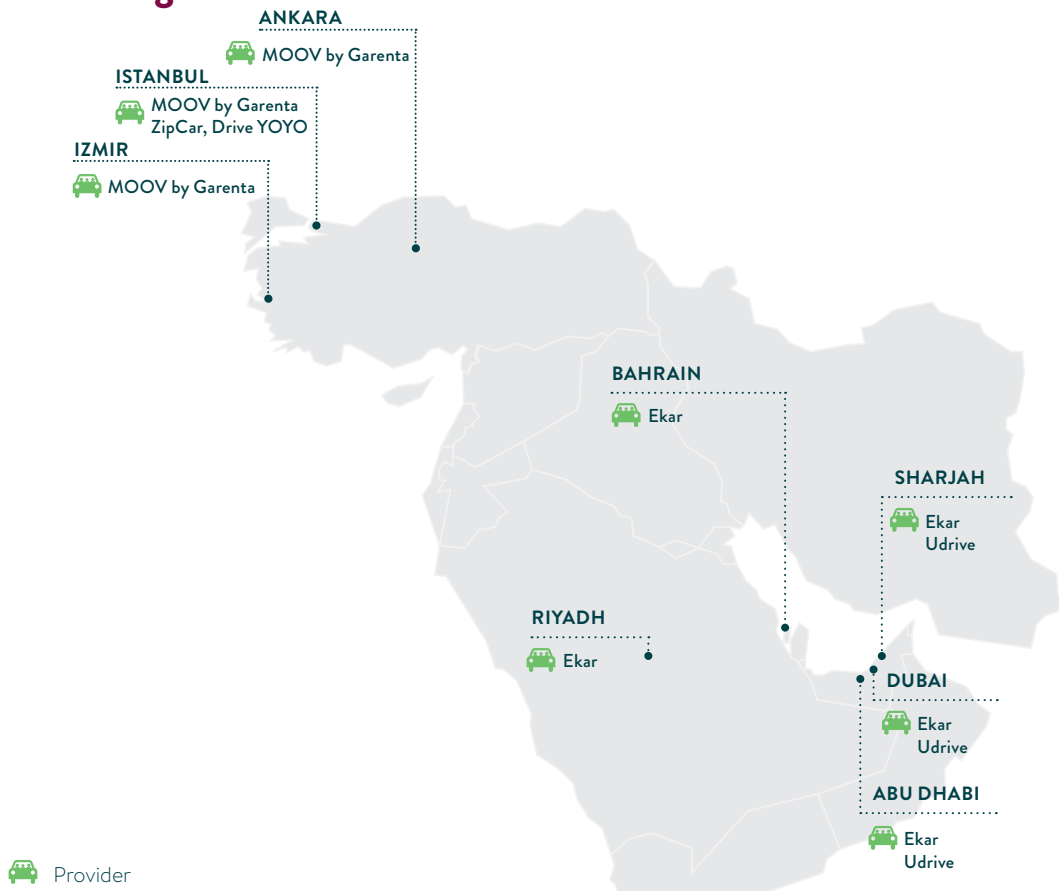 ANKARA
MOOV by Garenta
ISTANBUL
MOOV by Garenta
ZipCar, Drive YOYO
IZMIR
MOOV by Garenta
BAHRAIN
Ekar
SHARJAH
Ekar
Udrive
RIYADH
Ekar
DUBAI
Ekar
Udrive
ABU DHABI
Ekar
Udrive
Provider